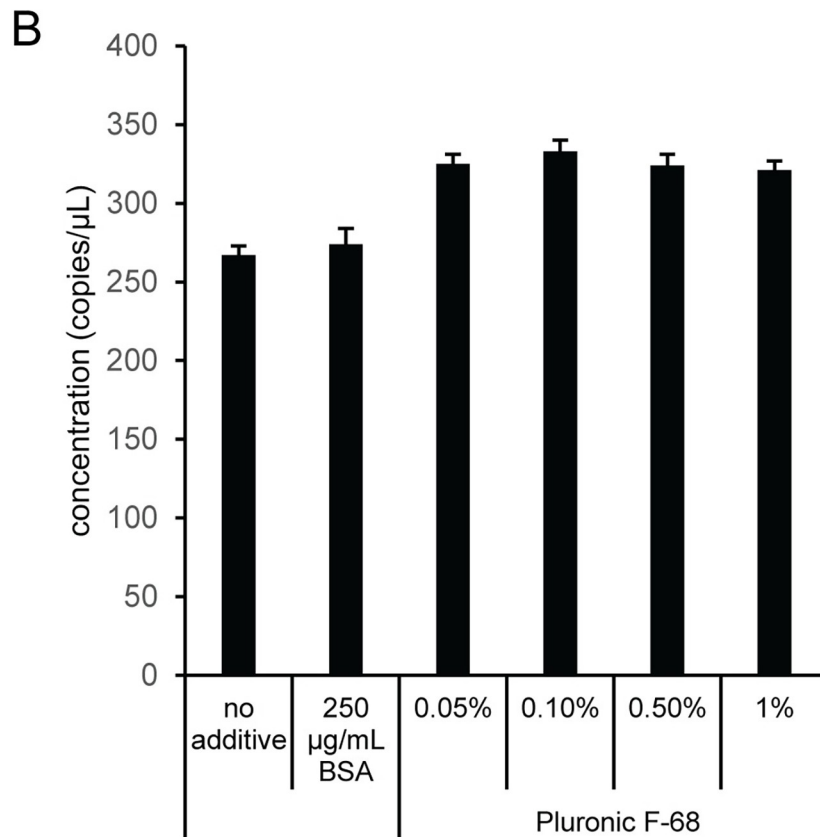 B
concentration (copies/µL)
400
350
300
250
200
150
100
50
0
no
additive
250
µg/mL
BSA
0.05%
0.10%
0.50%
1%
Pluronic F-68